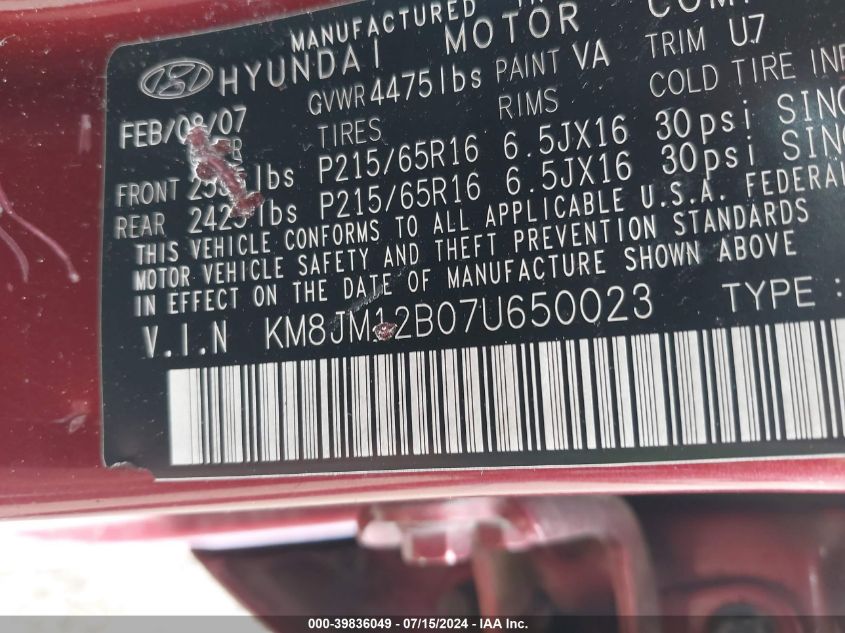 MANUFACTURED
HYUNDAI MOTOR
GVWR 4475lbs PAINT VA TRIM U7
FEB/08/07 TIRES RIMS COLD TIRE
FRONT lbs P215/65R16 6.5JX16 30psi
REAR 2425lbs P215/65R16 6.5JX16 30psi
THIS VEHICLE CONFORMS TO ALL APPLICABLE U.S.A. FEDERAL
MOTOR VEHICLE SAFETY AND THEFT PREVENTION STANDARDS
IN EFFECT ON THE DATE OF MANUFACTURE SHOWN ABOVE
V.I.N KM8JM12B07U650023 TYPE :
000-39836049 - 07/15/2024 - IAA Inc.